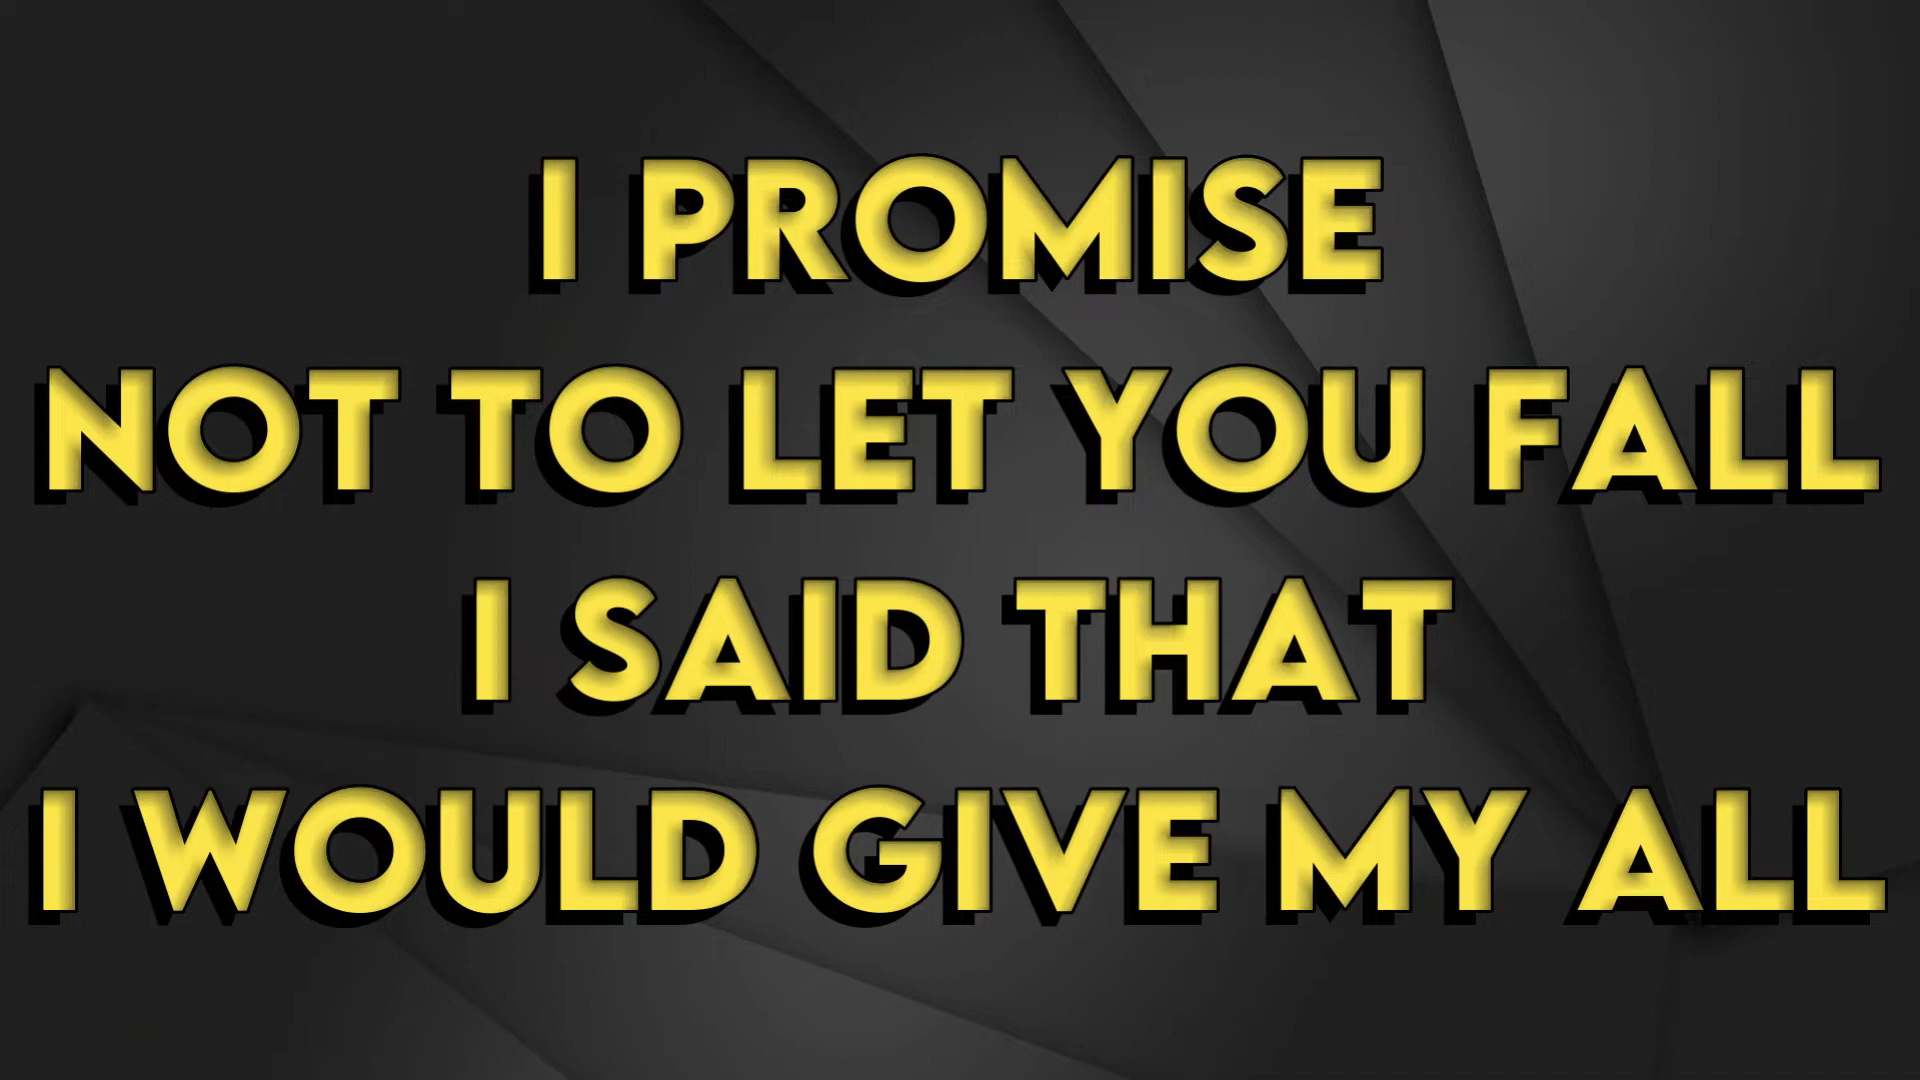 I PROMISE
NOT TO LET YOU FALL
I SAID THAT
I WOULD GIVE MY ALL